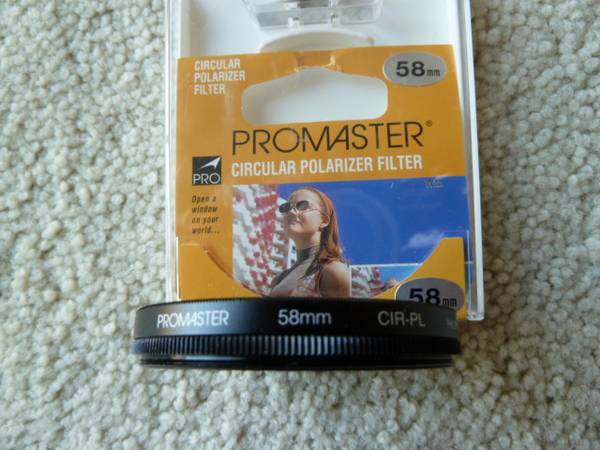 CIRCULAR
POLARIZER
FILTER
58mm
PROMASTER®
CIRCULAR POLARIZER FILTER
PRO
Open a
window
on your
world...
With
58mm
PROMASTER 58mm CIR-PL